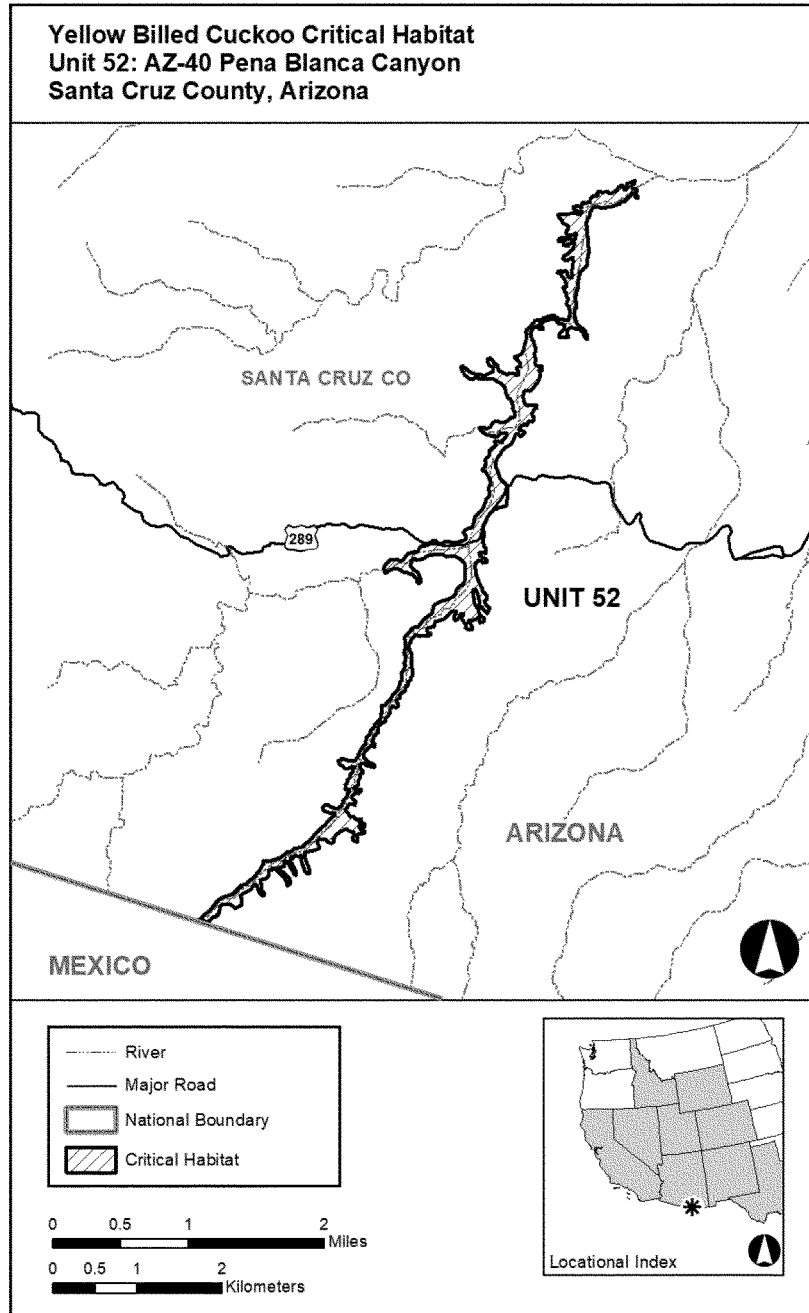 Yellow Billed Cuckoo Critical Habitat
Unit 52: AZ-40 Pena Blanca Canyon
Santa Cruz County, Arizona
SANTA CRUZ CO
289
UNIT 52
ARIZONA
MEXICO
River
Major Road
National Boundary
Critical Habitat
0 0.5 1 2
Miles
0 0.5 1 2
Kilometers
Locational Index